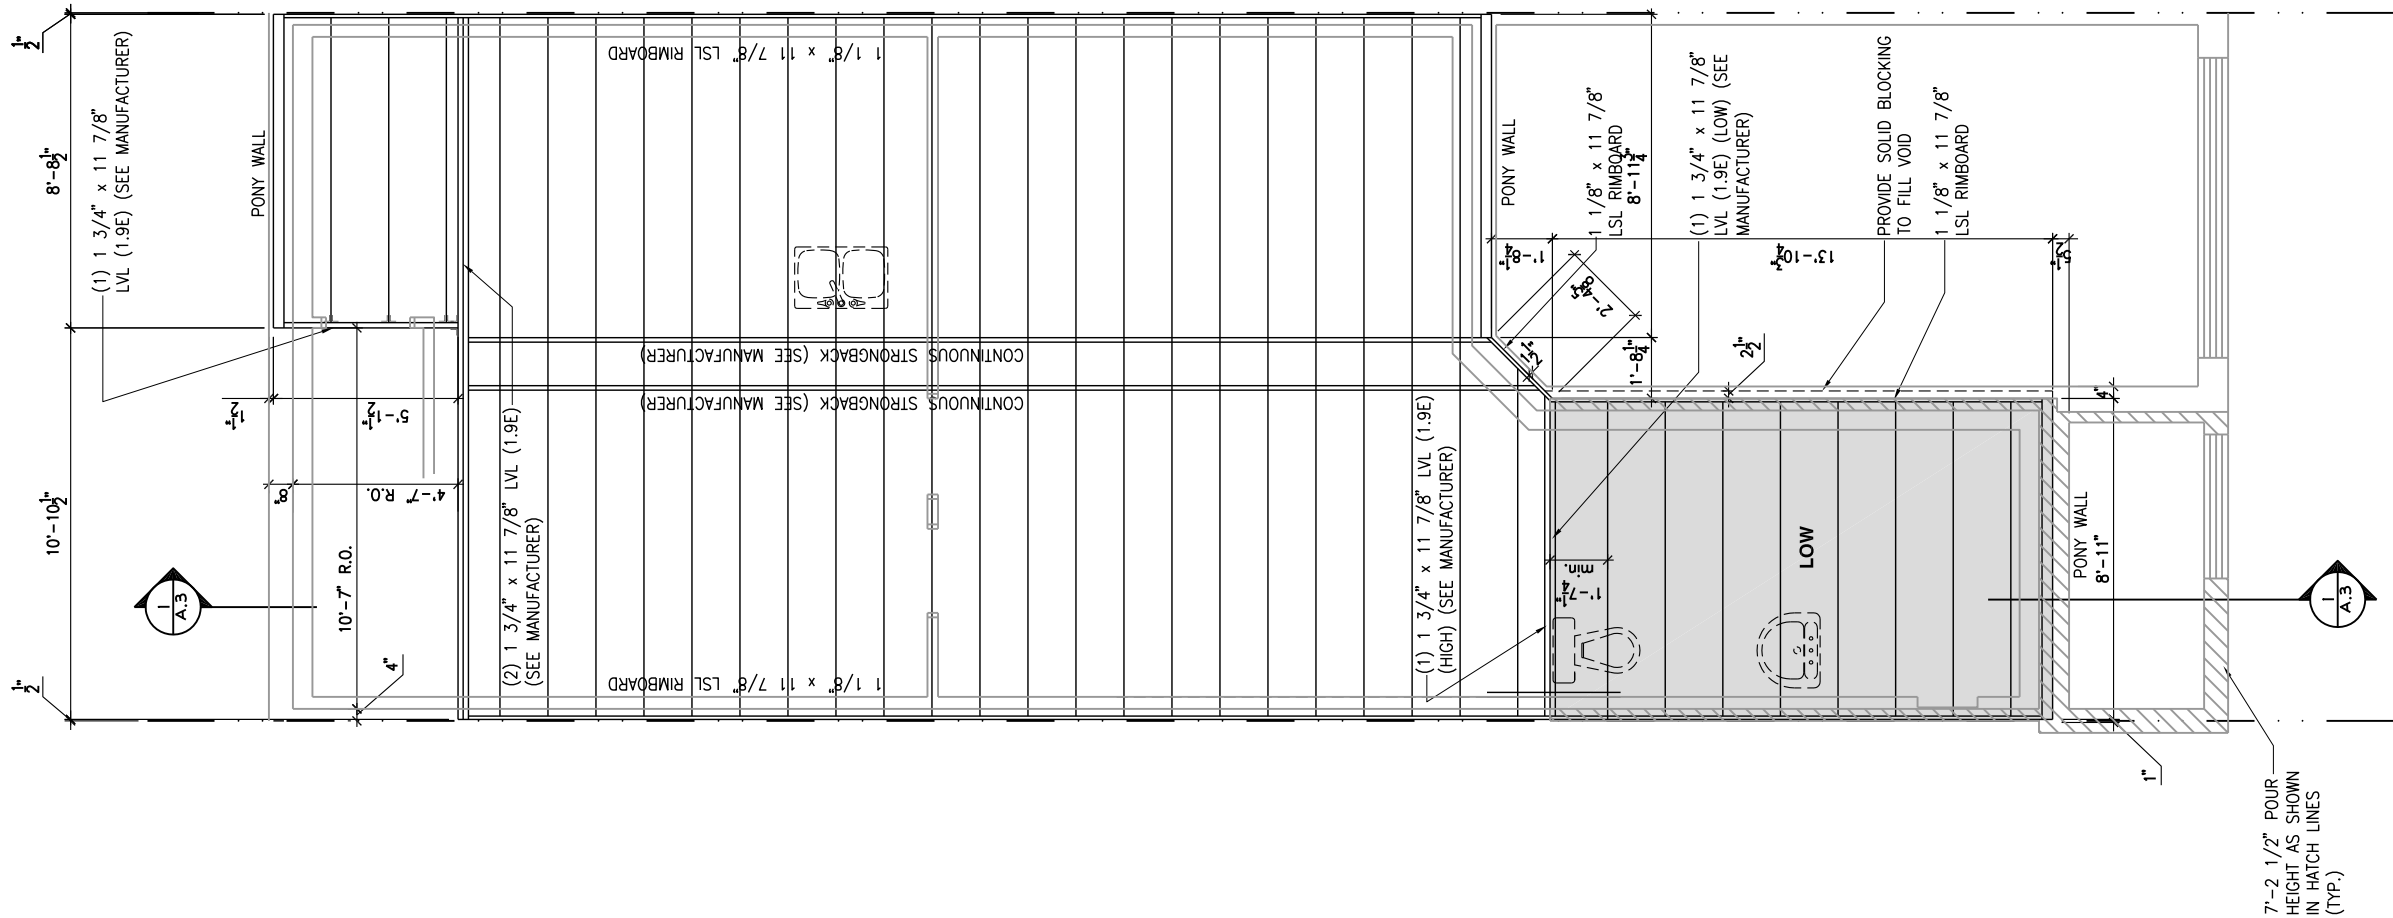 1"
2
8'-8 1/2"
10'-10 1/2"
1"
2
(1) 1 3/4" x 11 7/8"
LVL (1.9E) (SEE MANUFACTURER)
PONY WALL
1 1/2"
5'-1 1/2"
8"
4'-7" R.O.
10'-7" R.O.
4"
1
A.3
1 1/8" x 11 7/8" LSL RIMBOARD
CONTINUOUS STRONGBACK (SEE MANUFACTURER)
CONTINUOUS STRONGBACK (SEE MANUFACTURER)
(2) 1 3/4" x 11 7/8" LVL (1.9E)
(SEE MANUFACTURER)
1 1/8" x 11 7/8" LSL RIMBOARD
(1) 1 3/4" x 11 7/8" LVL (1.9E)
(HIGH) (SEE MANUFACTURER)
PONY WALL
1 1/8" x 11 7/8"
LSL RIMBOARD
8'-11 3/4"
(1) 1 3/4" x 11 7/8"
LVL (1.9E) (LOW) (SEE
MANUFACTURER)
PROVIDE SOLID BLOCKING
TO FILL VOID
1 1/8" x 11 7/8"
LSL RIMBOARD
1'-8 1/4"
13'-10 3/4"
5 1/2"
2'-4 5/8"
1 1/2"
1'-8 1/4"
2 1/2"
4"
1'-7 1/4"
min.
LOW
PONY WALL
8'-11"
1
A.3
1"
7'-2 1/2" POUR
HEIGHT AS SHOWN
IN HATCH LINES
(TYP.)